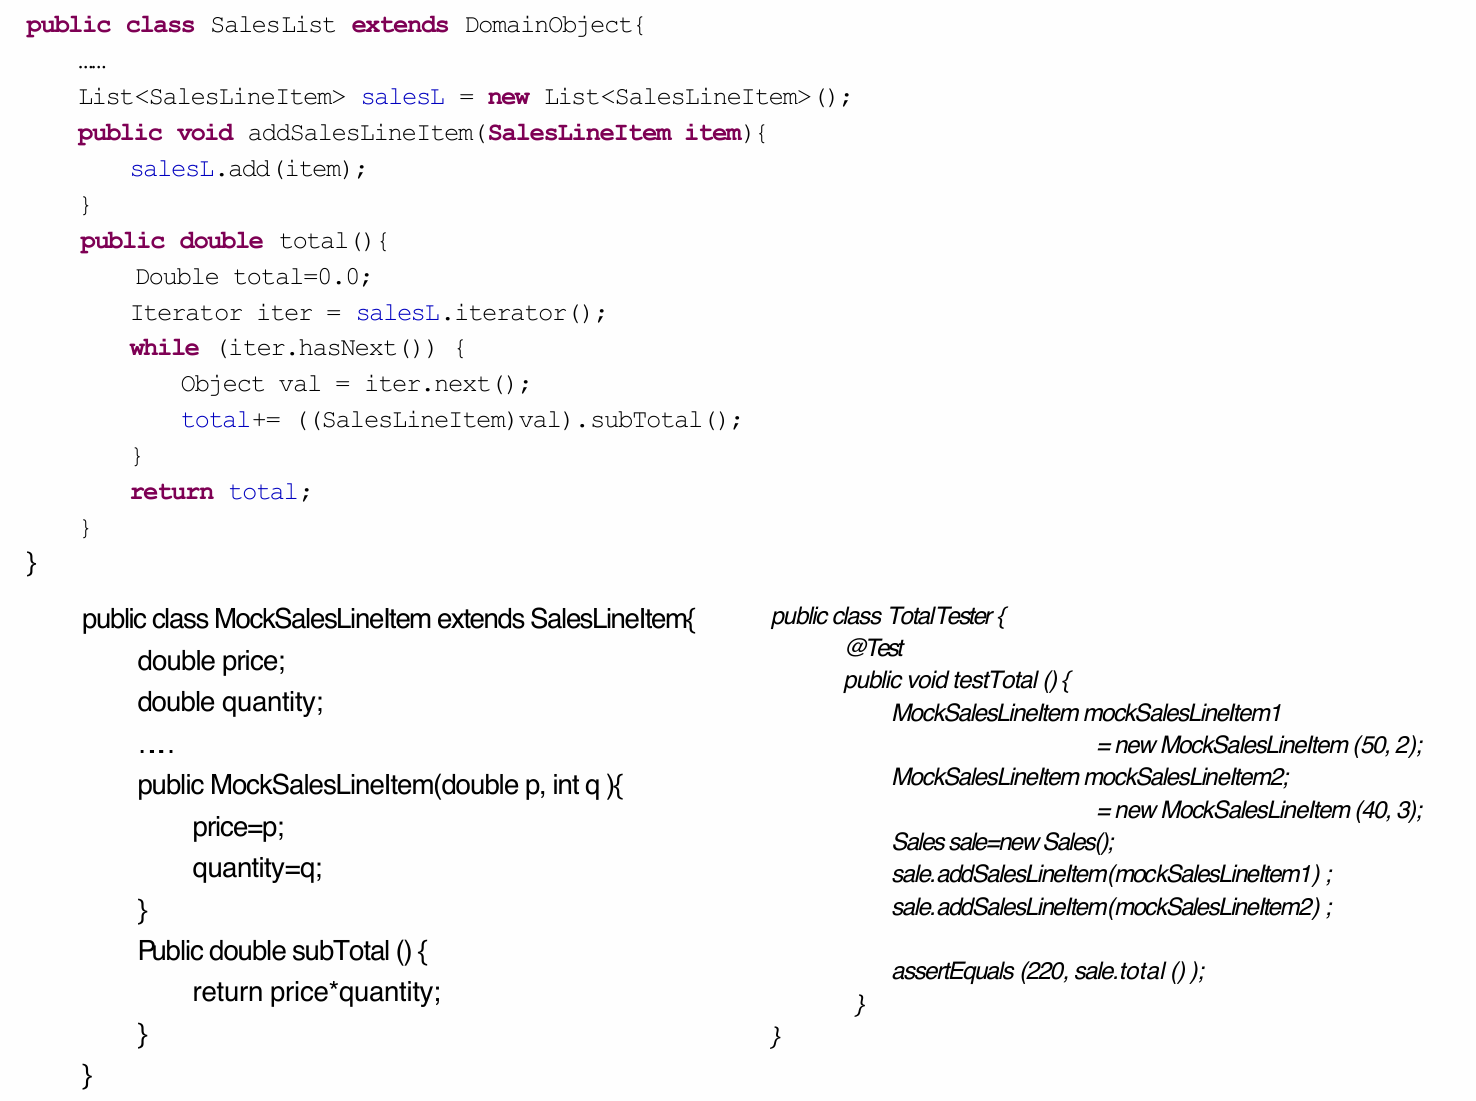 public class SalesList extends DomainObject{
……
List<SalesLineItem> salesL = new List<SalesLineItem>();
public void addSalesLineItem(SalesLineItem item){
salesL.add(item);
}
public double total(){
Double total=0.0;
Iterator iter = salesL.iterator();
while (iter.hasNext()) {
Object val = iter.next();
total+= ((SalesLineItem)val).subTotal();
}
return total;
}
}
public class MockSalesLineItem extends SalesLineItem{
double price;
double quantity;
…..
public MockSalesLineItem(double p, int q ){
price=p;
quantity=q;
}
Public double subTotal () {
return price*quantity;
}
}
public class TotalTester {
@Test
public void testTotal () {
MockSalesLineItem mockSalesLineItem1
= new MockSalesLineItem (50, 2);
MockSalesLineItem mockSalesLineItem2;
= new MockSalesLineItem (40, 3);
Sales sale=new Sales();
sale.addSalesLineItem(mockSalesLineItem1) ;
sale.addSalesLineItem(mockSalesLineItem2) ;
assertEquals (220, sale.total () );
}
}